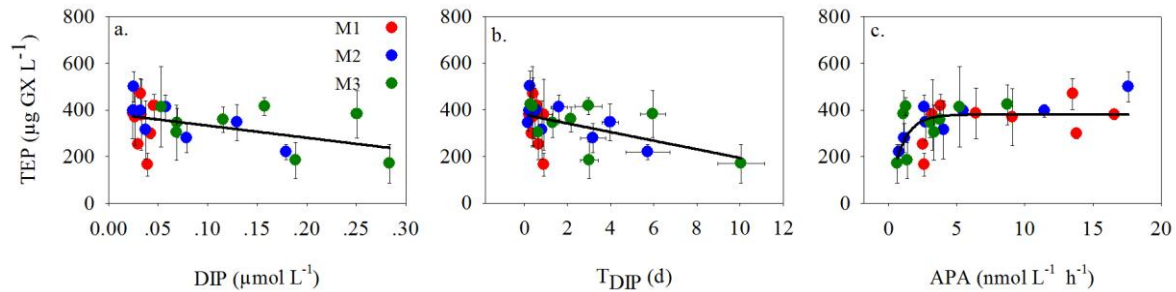 TEP (µg GX L⁻¹)
800
600
400
200
0
a.
M1
M2
M3
0.00 .05 .10 .15 .20 .25 .30
DIP (µmol L⁻¹)
800
600
400
200
0
b.
0 2 4 6 8 10 12
T_DIP (d)
800
600
400
200
0
c.
0 5 10 15 20
APA (nmol L⁻¹ h⁻¹)